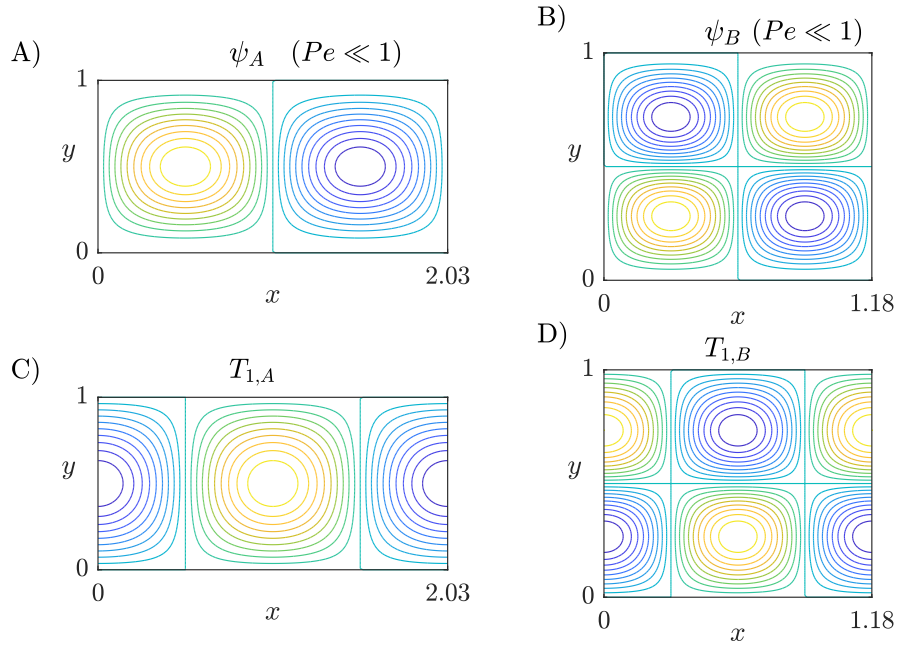 A)
ψ_A (Pe ≪ 1)
1
y
0
0
2.03
x
B)
ψ_B (Pe ≪ 1)
1
y
0
0
1.18
x
C)
T_{1,A}
1
y
0
0
2.03
x
D)
T_{1,B}
1
y
0
0
1.18
x